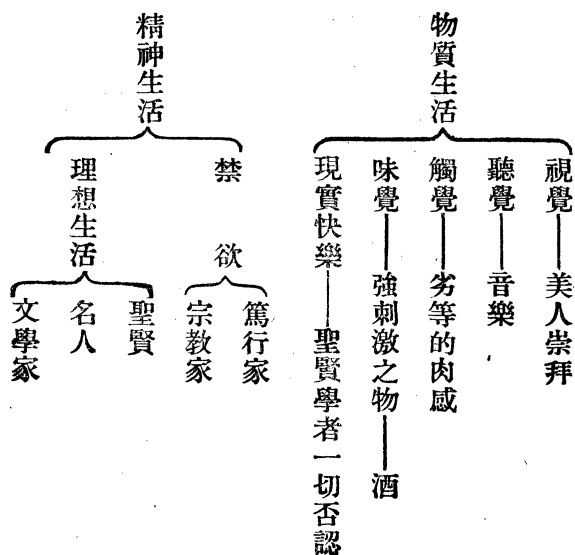 物質生活
視覺——美人崇拜
聽覺——音樂
觸覺——劣等的肉感
味覺——強刺激之物——酒
現實快樂——聖賢學者一切否認
精神生活
禁欲
篤行家
宗教家
理想生活
聖賢
名人
文學家